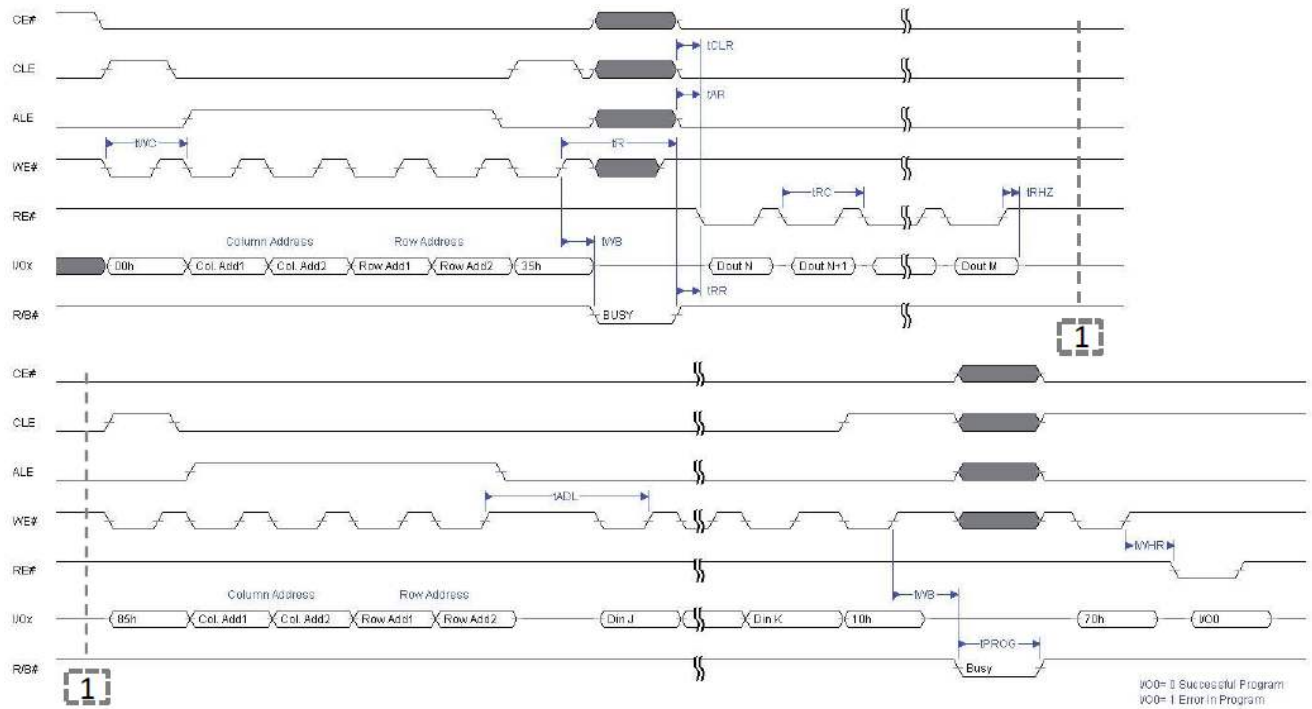 CE#
tCLR
CLE
tAR
ALE
tWC
tR
WE#
tRC
tRHZ
RE#
Column Address Row Address tWB
I/Ox 00h Col. Add1 Col. Add2 Row Add1 Row Add2 35h Dout N Dout N+1 Dout M
tRR
R/B# BUSY
1
CE#
CLE
ALE
tADL
WE#
tWHR
RE#
Column Address Row Address tWB
I/Ox 85h Col. Add1 Col. Add2 Row Add1 Row Add2 Din J Din K 10h 70h I/O0
tPROG
R/B# Busy
1
I/O0= 0 Successful Program
I/O0= 1 Error in Program